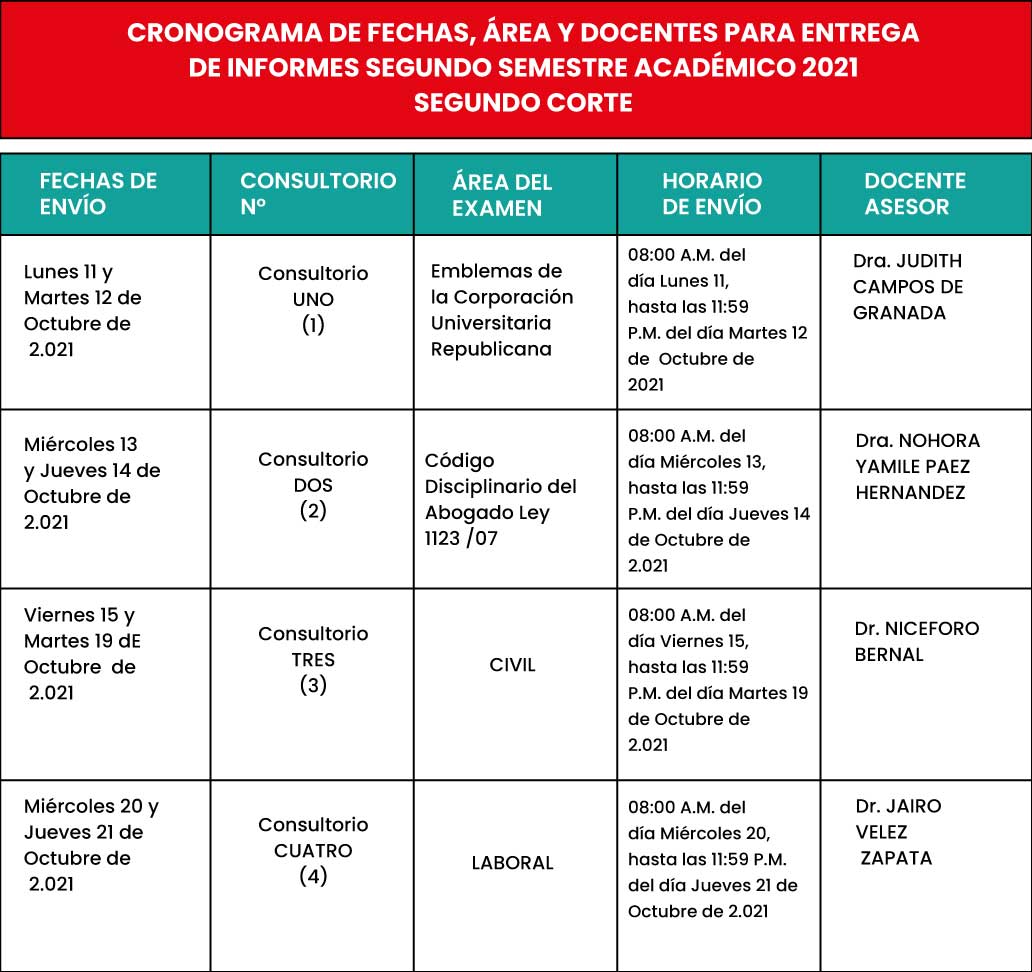 CRONOGRAMA DE FECHAS, ÁREA Y DOCENTES PARA ENTREGA
DE INFORMES SEGUNDO SEMESTRE ACADÉMICO 2021
SEGUNDO CORTE
FECHAS DE
ENVÍO
CONSULTORIO
Nº
ÁREA DEL
EXAMEN
HORARIO
DE ENVÍO
DOCENTE
ASESOR
Lunes 11 y
Martes 12 de
Octubre de
2.021
Consultorio
UNO
(1)
Emblemas de
la Corporación
Universitaria
Republicana
08:00 A.M. del
día Lunes 11,
hasta las 11:59
P.M. del día Martes 12
de Octubre de
2021
Dra. JUDITH
CAMPOS DE
GRANADA
Miércoles 13
y Jueves 14 de
Octubre de
2.021
Consultorio
DOS
(2)
Código
Disciplinario del
Abogado Ley
1123 /07
08:00 A.M. del
día Miércoles 13,
hasta las 11:59
P.M. del día Jueves 14
de Octubre de
2.021
Dra. NOHORA
YAMILE PAEZ
HERNANDEZ
Viernes 15 y
Martes 19 dE
Octubre de
2.021
Consultorio
TRES
(3)
CIVIL
08:00 A.M. del
día Viernes 15,
hasta las 11:59
P.M. del día Martes 19
de Octubre de
2.021
Dr. NICEFORO
BERNAL
Miércoles 20 y
Jueves 21 de
Octubre de
2.021
Consultorio
CUATRO
(4)
LABORAL
08:00 A.M. del
día Miércoles 20,
hasta las 11:59 P.M.
del día Jueves 21 de
Octubre de 2.021
Dr. JAIRO
VELEZ
ZAPATA